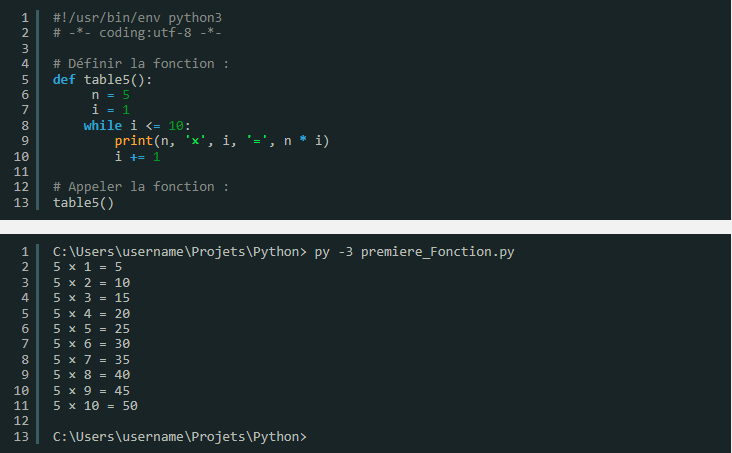 1 #!/usr/bin/env python3
2 # -*- coding:utf-8 -*-
3
4 # Définir la fonction :
5 def table5():
6      n = 5
7      i = 1
8     while i <= 10:
9         print(n, 'x', i, '=', n * i)
10         i += 1
11
12 # Appeler la fonction :
13 table5()
1 C:\Users\username\Projets\Python> py -3 premiere_Fonction.py
2 5 x 1 = 5
3 5 x 2 = 10
4 5 x 3 = 15
5 5 x 4 = 20
6 5 x 5 = 25
7 5 x 6 = 30
8 5 x 7 = 35
9 5 x 8 = 40
10 5 x 9 = 45
11 5 x 10 = 50
12
13 C:\Users\username\Projets\Python>